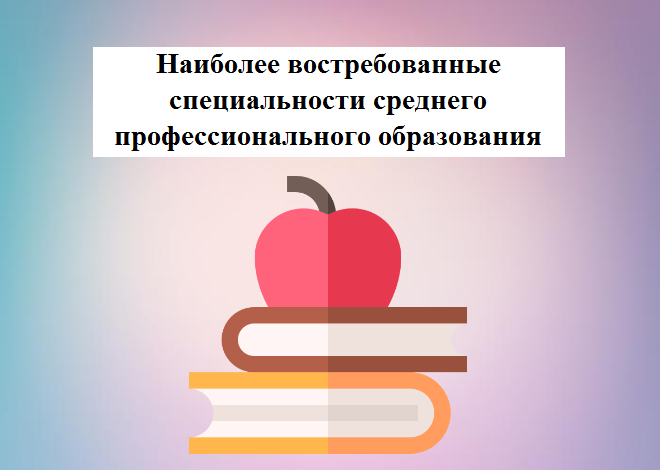 Наиболее востребованные
специальности среднего
профессионального образования